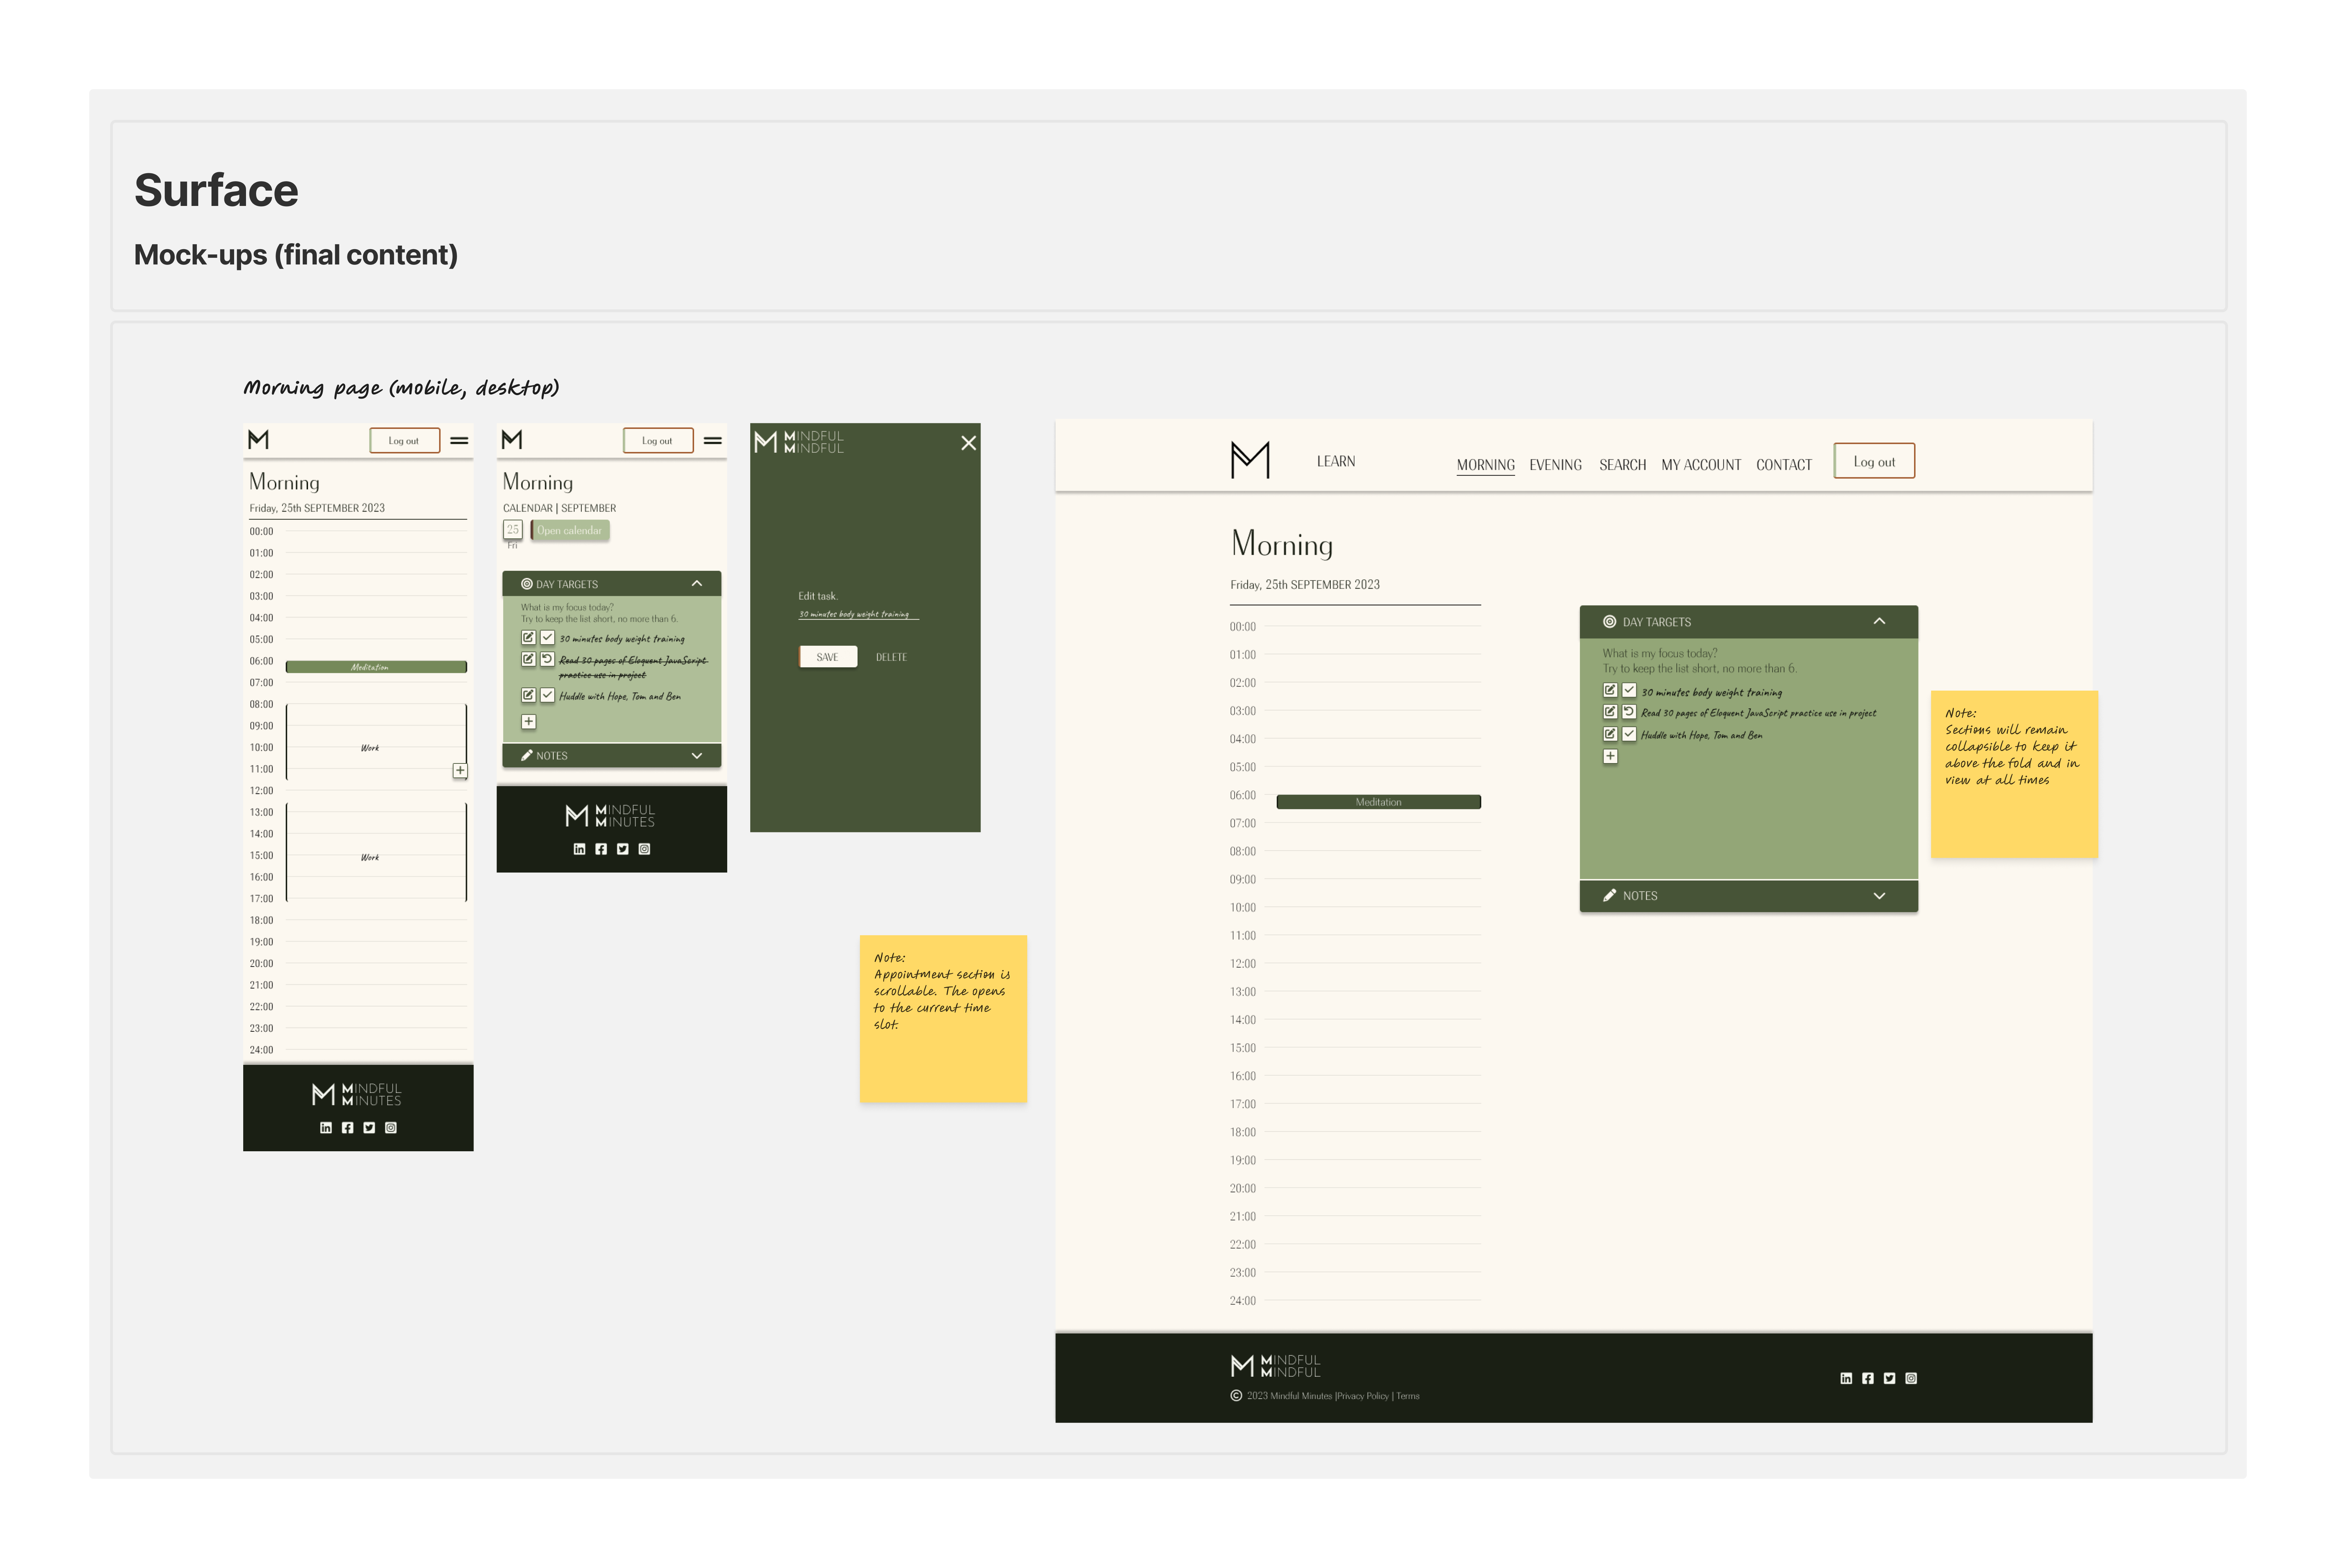 Surface
Mock-ups (final content)
Morning page (mobile, desktop)
M
Log out
Morning
Friday, 25th SEPTEMBER 2023
00:00
01:00
02:00
03:00
04:00
05:00
06:00
Meditation
07:00
08:00
09:00
10:00
Work
11:00
12:00
13:00
14:00
15:00
Work
16:00
17:00
18:00
19:00
20:00
21:00
22:00
23:00
24:00
M MINDFUL
MINUTES
M
Log out
Morning
CALENDAR | SEPTEMBER
25
Open calendar
Fri
DAY TARGETS
What is my focus today?
Try to keep the list short, no more than 6.
30 minutes body weight training
Read 30 pages of Eloquent JavaScript
practice use in project
Huddle with Hope, Tom and Ben
NOTES
M MINDFUL
MINUTES
M MINDFUL
MINDFUL
Edit task.
30 minutes body weight training
SAVE
DELETE
Note:
Appointment section is
scrollable. The opens
to the current time
slot.
M
LEARN
MORNING
EVENING
SEARCH
MY ACCOUNT
CONTACT
Log out
Morning
Friday, 25th SEPTEMBER 2023
00:00
01:00
02:00
03:00
04:00
05:00
06:00
Meditation
07:00
08:00
09:00
10:00
11:00
12:00
13:00
14:00
15:00
16:00
17:00
18:00
19:00
20:00
21:00
22:00
23:00
24:00
DAY TARGETS
What is my focus today?
Try to keep the list short, no more than 6.
30 minutes body weight training
Read 30 pages of Eloquent JavaScript practice use in project
Huddle with Hope, Tom and Ben
NOTES
Note:
Sections will remain
collapsible to keep it
above the fold and in
view at all times
M MINDFUL
MINDFUL
© 2023 Mindful Minutes |Privacy Policy | Terms